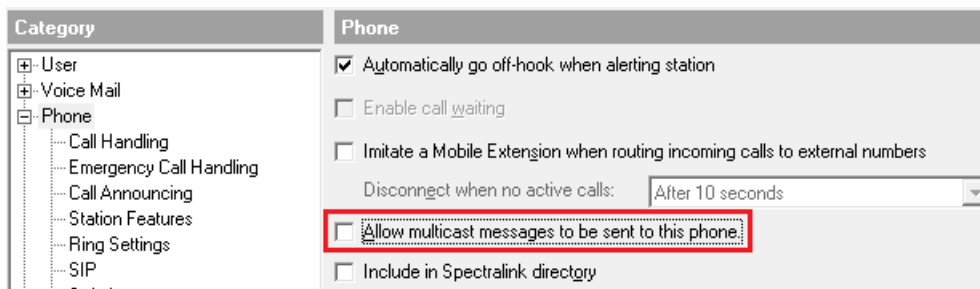 Category
Phone
User
Voice Mail
Phone
Call Handling
Emergency Call Handling
Call Announcing
Station Features
Ring Settings
SIP
Automatically go off-hook when alerting station
Enable call waiting
Imitate a Mobile Extension when routing incoming calls to external numbers
Disconnect when no active calls: After 10 seconds
Allow multicast messages to be sent to this phone.
Include in Spectralink directory